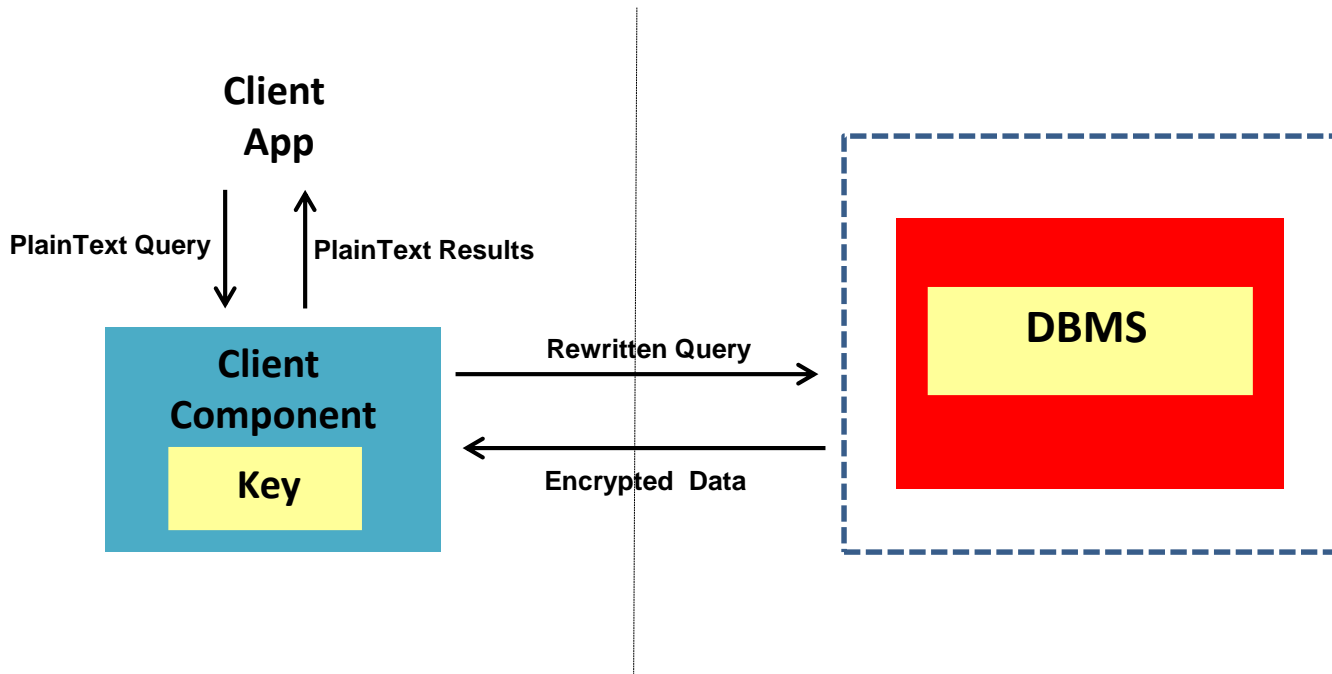 Client
App
PlainText Query
PlainText Results
Client
Component
Key
Rewritten Query
Encrypted  Data
DBMS